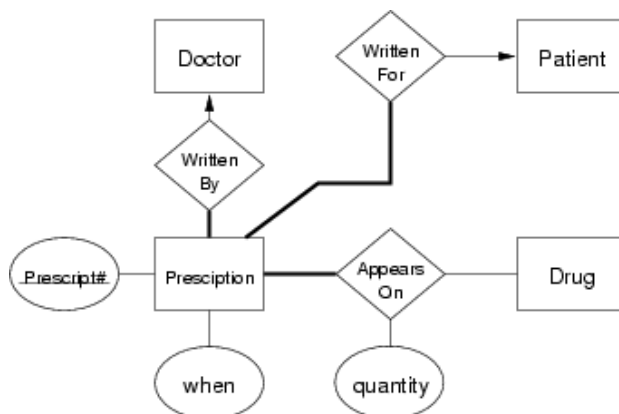 Doctor
Written
For
Patient
Written
By
Prescript#
Presciption
Appears
On
Drug
when
quantity